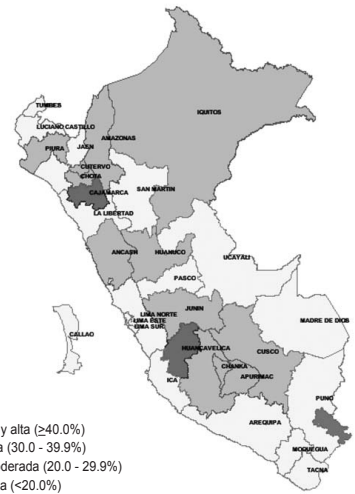 TUMBES
LUCIANO CASTILLO
PIURA
JAEN
AMAZONAS
IQUITOS
CUTERVO
CHOTA
CAJAMARCA
SAN MARTIN
LA LIBERTAD
ANCASH
HUANUCO
UCAYALI
PASCO
LIMA NORTE
LIMA ESTE
LIMA SUR
JUNIN
CALLAO
MADRE DE DIOS
HUANCAVELICA
CUSCO
CHANKA
APURIMAC
ICA
PUNO
AREQUIPA
MOQUEGUA
TACNA
y alta (≥40.0%)
a (30.0 - 39.9%)
derada (20.0 - 29.9%)
a (<20.0%)